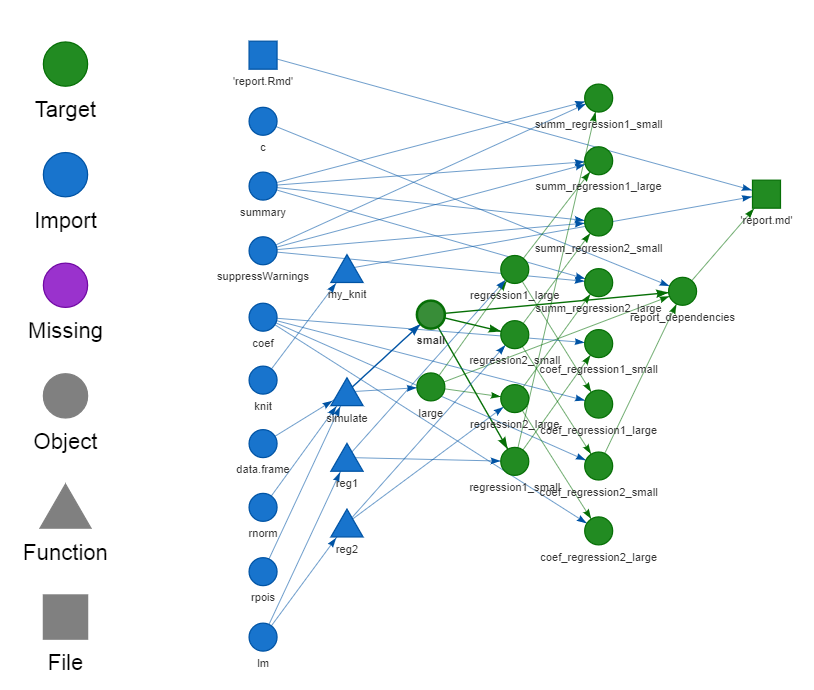 Target
Import
Missing
Object
Function
File
'report.Rmd'
c
summary
suppressWarnings
coef
knit
data.frame
rnorm
rpois
lm
my_knit
simulate
reg1
reg2
small
large
regression1_large
regression2_small
regression2_large
regression1_small
summ_regression1_small
summ_regression1_large
summ_regression2_small
summ_regression2_large
coef_regression1_small
coef_regression1_large
coef_regression2_small
coef_regression2_large
report_dependencies
'report.md'